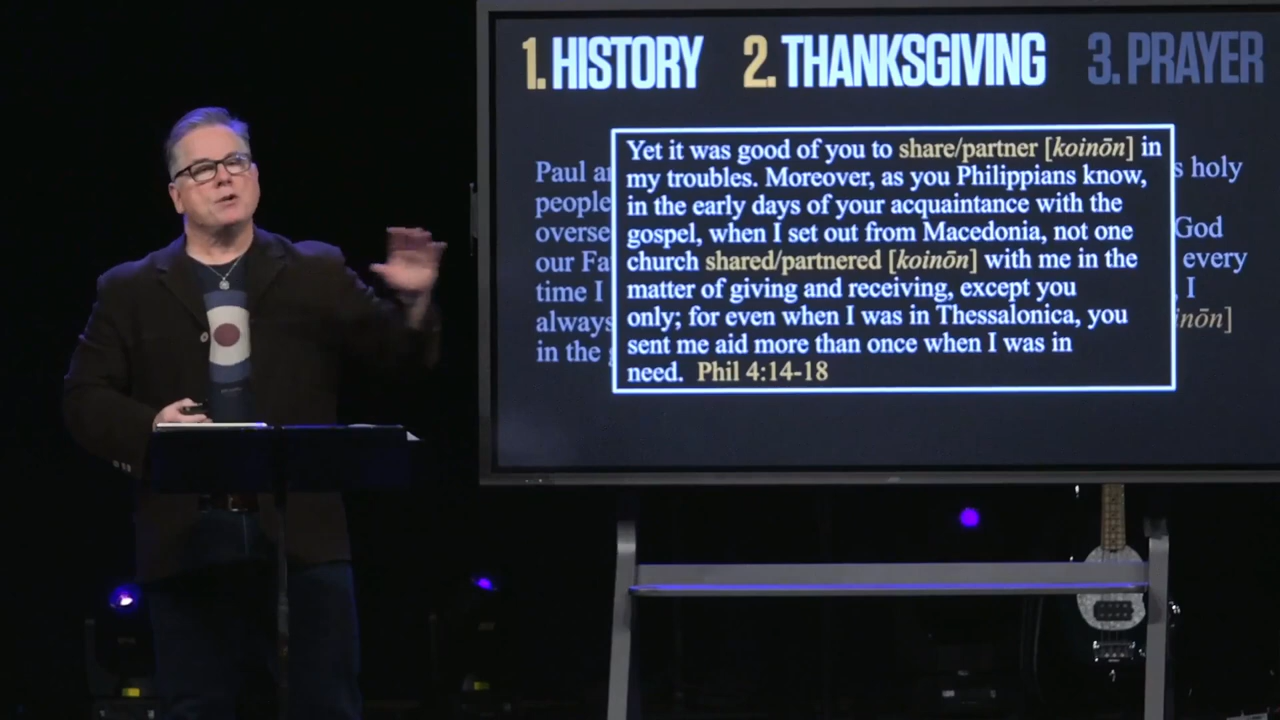 1. HISTORY 2. THANKSGIVING 3. PRAYER
Yet it was good of you to share/partner [koinōn] in
my troubles. Moreover, as you Philippians know,
in the early days of your acquaintance with the
gospel, when I set out from Macedonia, not one
church shared/partnered [koinōn] with me in the
matter of giving and receiving, except you
only; for even when I was in Thessalonica, you
sent me aid more than once when I was in
need. Phil 4:14-18
Paul s holy
people
God
our every
time I , I
always
in the